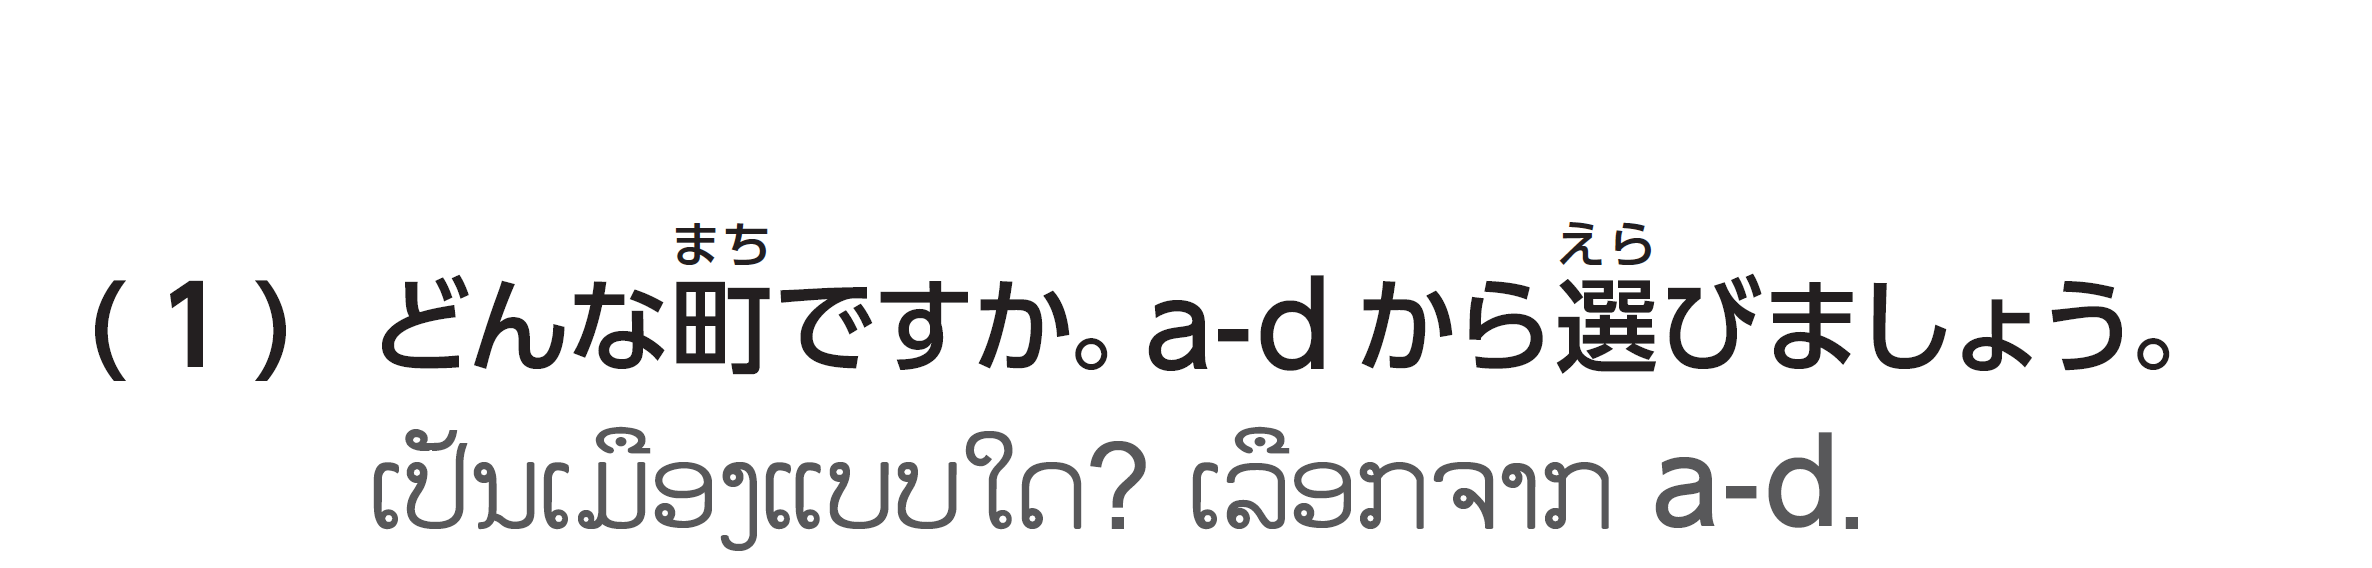 まち えら
(1) どんな町ですか。a-d から選びましょう。
ເປັນເມືອງແບບໃດ? ເລືອກຈາກ a-d.